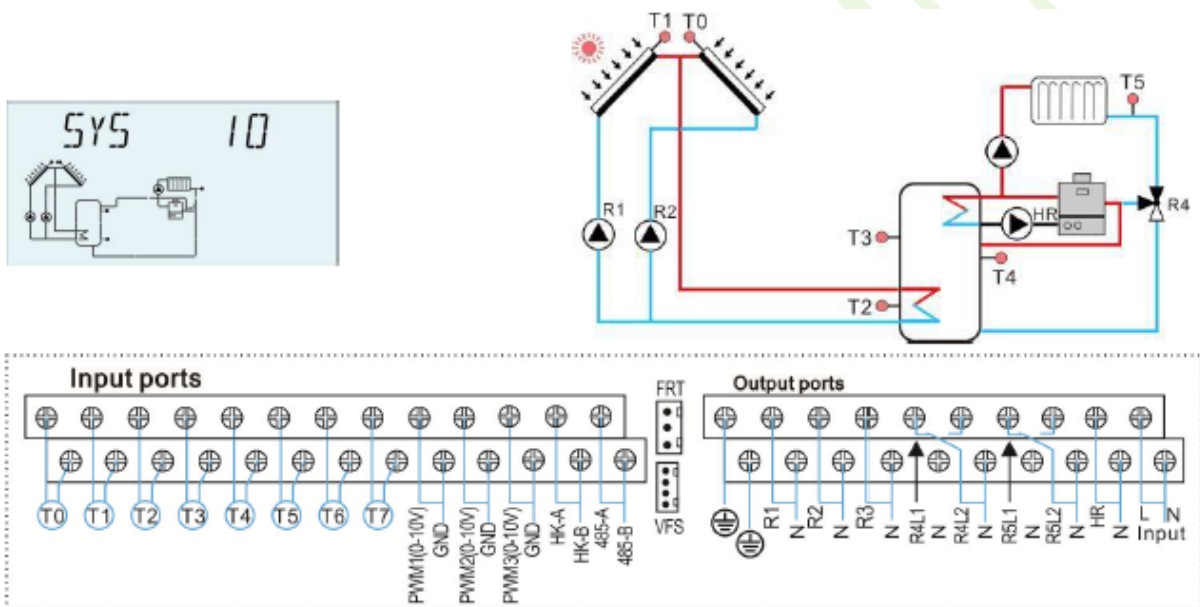 SYS 10
T1 T0
T5
R1
R2
HR
R4
T3
T4
T2
Input ports
FRT
Output ports
T0 T1 T2 T3 T4 T5 T6 T7
PWM1(0-10V)
GND
PWM2(0-10V)
GND
PWM3(0-10V)
GND
HK-A
HK-B
485-A
485-B
VFS
R1
N
R2
N
R3
N
R4L1
N
R4L2
N
R5L1
N
R5L2
N
HR
N
L N
Input